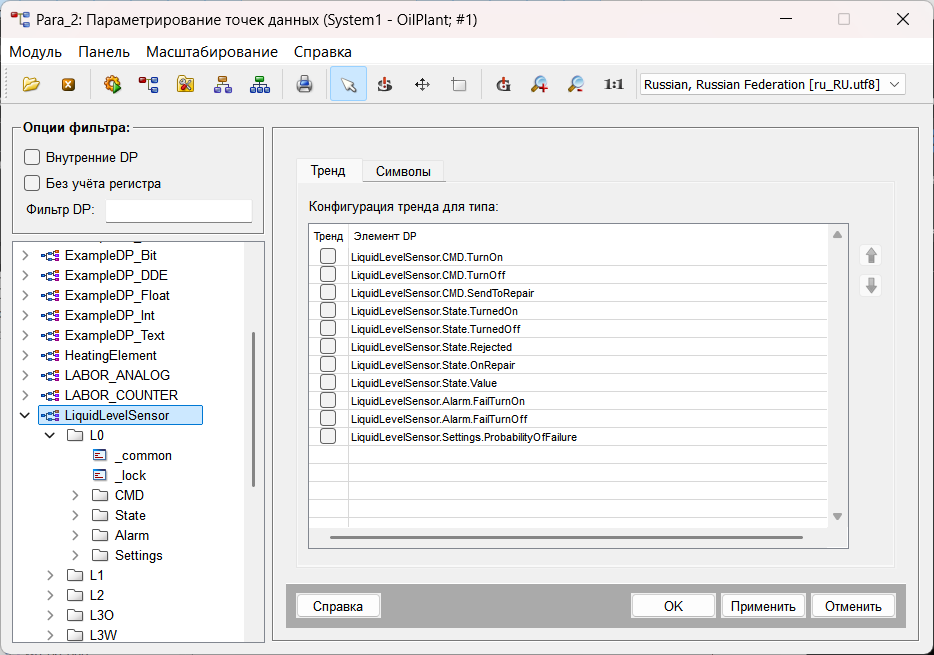 Para_2: Параметрирование точек данных (System1 - OilPlant; #1)
Модуль Панель Масштабирование Справка
1:1 Russian, Russian Federation [ru_RU.utf8]
Опции фильтра:
Внутренние DP
Без учёта регистра
Фильтр DP:
ExampleDP_Bit
ExampleDP_DDE
ExampleDP_Float
ExampleDP_Int
ExampleDP_Text
HeatingElement
LABOR_ANALOG
LABOR_COUNTER
LiquidLevelSensor
L0
_common
_lock
CMD
State
Alarm
Settings
L1
L2
L3O
L3W
Тренд Символы
Конфигурация тренда для типа:
Тренд Элемент DP
LiquidLevelSensor.CMD.TurnOn
LiquidLevelSensor.CMD.TurnOff
LiquidLevelSensor.CMD.SendToRepair
LiquidLevelSensor.State.TurnedOn
LiquidLevelSensor.State.TurnedOff
LiquidLevelSensor.State.Rejected
LiquidLevelSensor.State.OnRepair
LiquidLevelSensor.State.Value
LiquidLevelSensor.Alarm.FailTurnOn
LiquidLevelSensor.Alarm.FailTurnOff
LiquidLevelSensor.Settings.ProbabilityOfFailure
Справка OK Применить Отменить